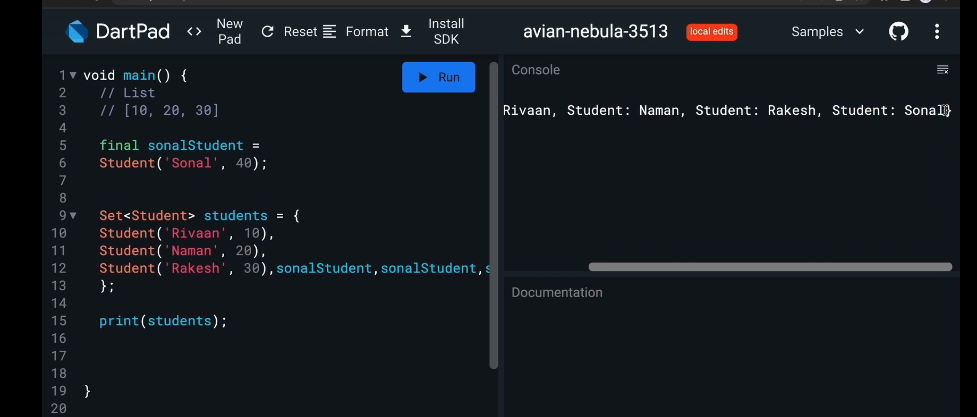 DartPad
<> New Pad
Reset
Format
Install SDK
avian-nebula-3513
local edits
Samples
1 void main() {
2 // List
3 // [10, 20, 30]
4
5 final sonalStudent =
6 Student('Sonal', 40);
7
8
9 Set<Student> students = {
10 Student('Rivaan', 10),
11 Student('Naman', 20),
12 Student('Rakesh', 30),sonalStudent,sonalStudent,s
13 };
14
15 print(students);
16
17
18
19 }
20
Run
Console
Rivaan, Student: Naman, Student: Rakesh, Student: Sonal}
Documentation